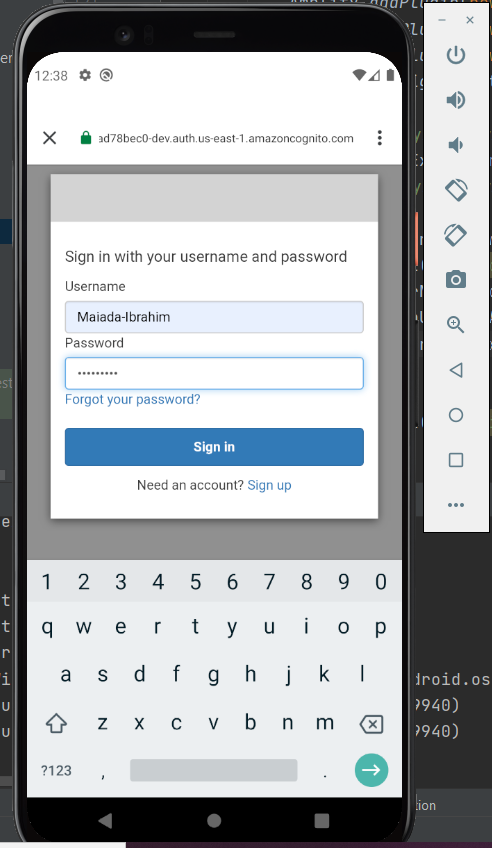 12:38
ad78bec0-dev.auth.us-east-1.amazoncognito.com
Sign in with your username and password
Username
Maiada-Ibrahim
Password
•••••••••
Forgot your password?
Sign in
Need an account? Sign up
1 2 3 4 5 6 7 8 9 0
q w e r t y u i o p
a s d f g h j k l
z x c v b n m
?123 , .
droid.os
9940)
9940)